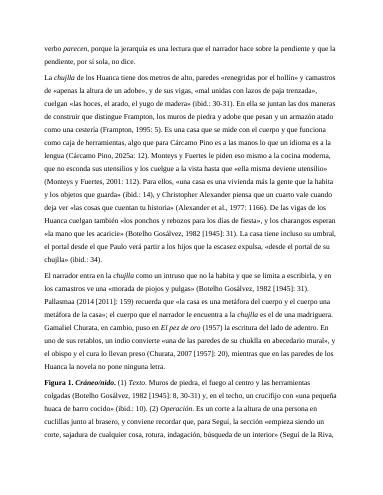 verbo parecen, porque la jerarquía es una lectura que el narrador hace sobre la pendiente y que la
pendiente, por sí sola, no dice.
La chujlla de los Huanca tiene dos metros de alto, paredes «renegridas por el hollín» y camastros
de «apenas la altura de un adobe», y de sus vigas, «mal unidas con lazos de paja trenzada»,
cuelgan «las hoces, el arado, el yugo de madera» (ibid.: 30-31). En ella se juntan las dos maneras
de construir que distingue Frampton, los muros de piedra y adobe que pesan y un armazón atado
como una cestería (Frampton, 1995: 5). Es una casa que se mide con el cuerpo y que funciona
como caja de herramientas, algo que para Cárcamo Pino es a las manos lo que un idioma es a la
lengua (Cárcamo Pino, 2025a: 12). Monteys y Fuertes le piden eso mismo a la cocina moderna,
que no esconda sus utensilios y los cuelgue a la vista hasta que «ella misma deviene utensilio»
(Monteys y Fuertes, 2001: 112). Para ellos, «una casa es una vivienda más la gente que la habita
y los objetos que guarda» (ibid.: 14), y Christopher Alexander piensa que un cuarto vale cuando
deja ver «las cosas que cuentan tu historia» (Alexander et al., 1977: 1166). De las vigas de los
Huanca cuelgan también «los ponchos y rebozos para los días de fiesta», y los charangos esperan
«la mano que les acaricie» (Botelho Gosálvez, 1982 [1945]: 31). La casa tiene incluso su umbral,
el portal desde el que Paulo verá partir a los hijos que la escasez expulsa, «desde el portal de su
chujlla» (ibid.: 34).
El narrador entra en la chujlla como un intruso que no la habita y que se limita a escribirla, y en
los camastros ve una «morada de piojos y pulgas» (Botelho Gosálvez, 1982 [1945]: 31).
Pallasmaa (2014 [2011]: 159) recuerda que «la casa es una metáfora del cuerpo y el cuerpo una
metáfora de la casa»; el cuerpo que el narrador le encuentra a la chujlla es el de una madriguera.
Gamaliel Churata, en cambio, puso en El pez de oro (1957) la escritura del lado de adentro. En
uno de sus retablos, un indio convierte «una de las paredes de su chuklla en abecedario mural», y
el obispo y el cura lo llevan preso (Churata, 2007 [1957]: 20), mientras que en las paredes de los
Huanca la novela no pone ninguna letra.
Figura 1. Cráneo/nido. (1) Texto. Muros de piedra, el fuego al centro y las herramientas
colgadas (Botelho Gosálvez, 1982 [1945]: 8, 30-31) y, en el techo, un crucifijo con «una pequeña
huaca de barro cocido» (ibid.: 10). (2) Operación. Es un corte a la altura de una persona en
cuclillas junto al brasero, y conviene recordar que, para Seguí, la sección «empieza siendo un
corte, sajadura de cualquier cosa, rotura, indagación, búsqueda de un interior» (Seguí de la Riva,